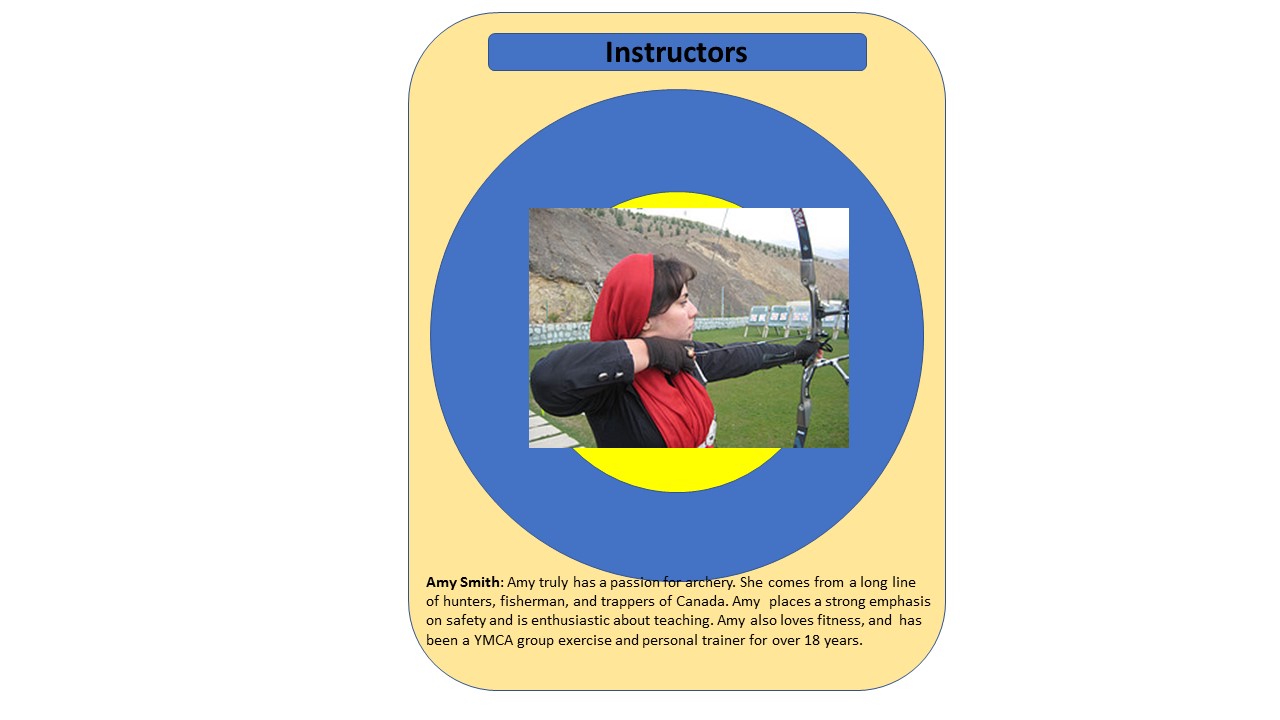 Instructors
Amy Smith: Amy truly has a passion for archery. She comes from a long line
of hunters, fisherman, and trappers of Canada. Amy  places a strong emphasis
on safety and is enthusiastic about teaching. Amy also loves fitness, and  has
been a YMCA group exercise and personal trainer for over 18 years.